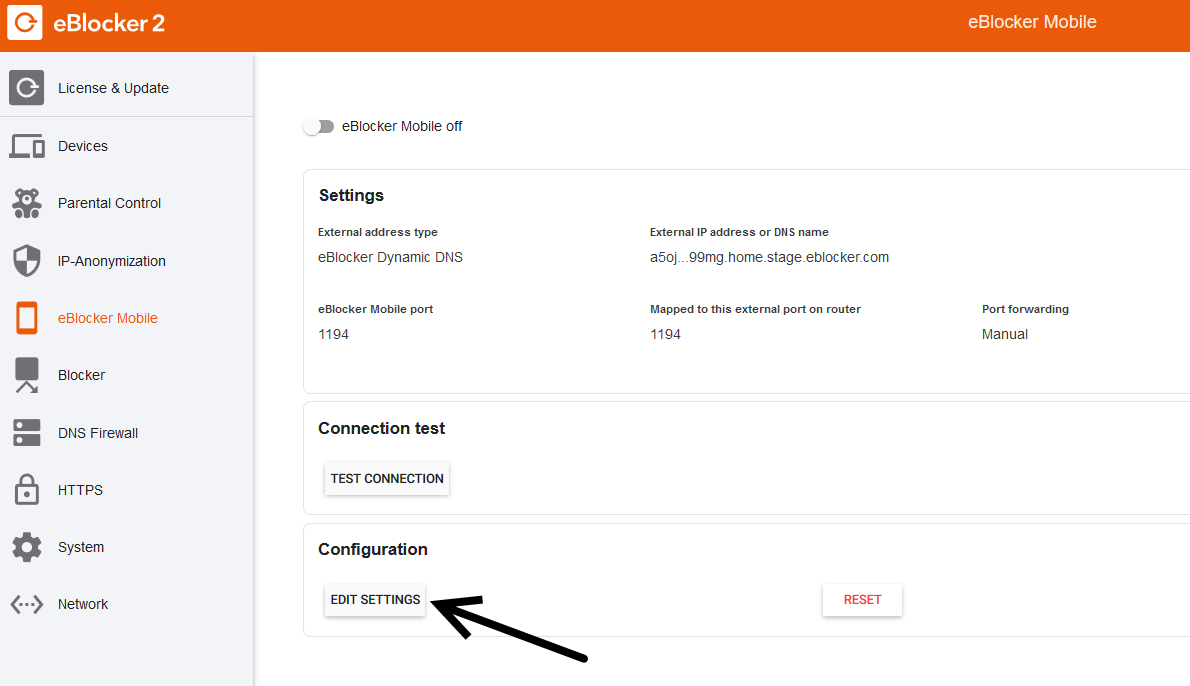 eBlocker 2
eBlocker Mobile
License & Update
Devices
Parental Control
IP-Anonymization
eBlocker Mobile
Blocker
DNS Firewall
HTTPS
System
Network
eBlocker Mobile off
Settings
External address type
External IP address or DNS name
eBlocker Dynamic DNS
a5oj...99mg.home.stage.eblocker.com
eBlocker Mobile port
Mapped to this external port on router
Port forwarding
1194
1194
Manual
Connection test
TEST CONNECTION
Configuration
EDIT SETTINGS
RESET